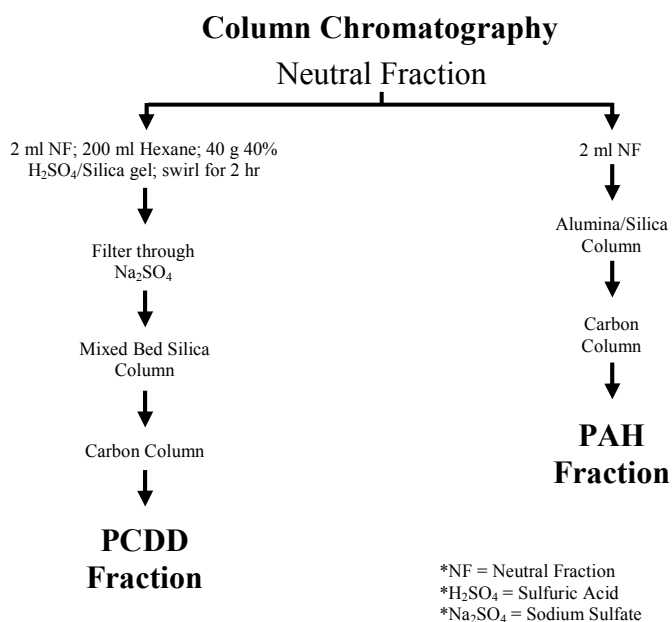 Column Chromatography
Neutral Fraction
2 ml NF; 200 ml Hexane; 40 g 40%
H₂SO₄/Silica gel; swirl for 2 hr
Filter through
Na₂SO₄
Mixed Bed Silica
Column
Carbon Column
PCDD
Fraction
2 ml NF
Alumina/Silica
Column
Carbon
Column
PAH
Fraction
*NF = Neutral Fraction
*H₂SO₄ = Sulfuric Acid
*Na₂SO₄ = Sodium Sulfate